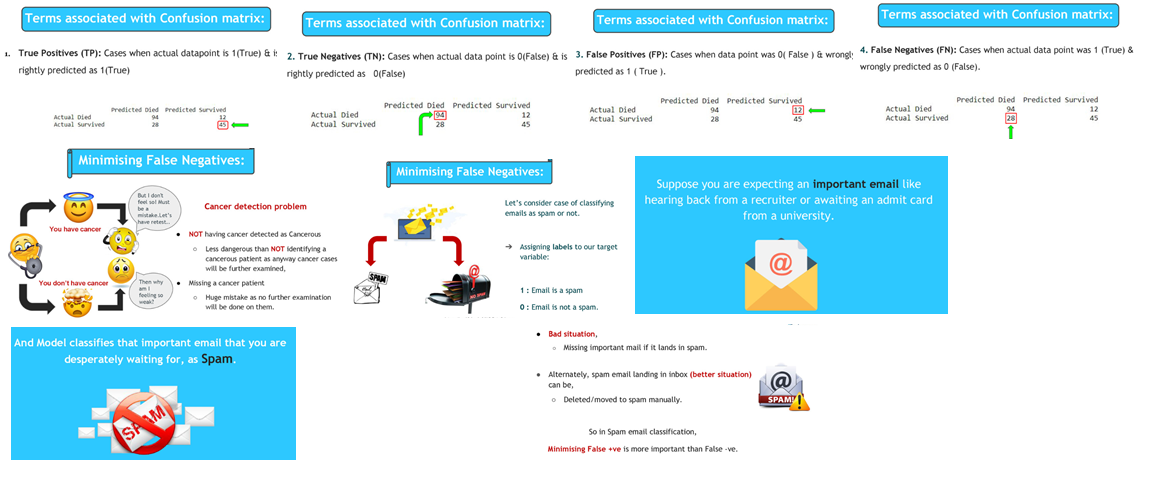 Terms associated with Confusion matrix:
1. True Positives (TP): Cases when actual datapoint is 1(True) & is
rightly predicted as 1(True)
Predicted Died Predicted Survived
Actual Died 94 12
Actual Survived 28 45
Terms associated with Confusion matrix:
2. True Negatives (TN): Cases when actual data point is 0(False) & is
rightly predicted as 0(False)
Predicted Died Predicted Survived
Actual Died 94 12
Actual Survived 28 45
Terms associated with Confusion matrix:
3. False Positives (FP): Cases when data point was 0( False ) & wrongly
predicted as 1 ( True ).
Predicted Died Predicted Survived
Actual Died 94 12
Actual Survived 28 45
Terms associated with Confusion matrix:
4. False Negatives (FN): Cases when actual data point was 1 (True) &
wrongly predicted as 0 (False).
Predicted Died Predicted Survived
Actual Died 94 12
Actual Survived 28 45
Minimising False Negatives:
But I don't
feel so! Must
be a
mistake.Let's
have retest..
You have cancer
You don't have cancer
Then why
am I
feeling so
weak?
Cancer detection problem
● NOT having cancer detected as Cancerous
○ Less dangerous than NOT identifying a
cancerous patient as anyway cancer cases
will be further examined,
● Missing a cancer patient
○ Huge mistake as no further examination
will be done on them.
Minimising False Negatives:
SPAM
@
NO SPAM
Let's consider case of classifying
emails as spam or not.
➔ Assigning labels to our target
variable:
1 : Email is a spam
0 : Email is not a spam.
Suppose you are expecting an important email like
hearing back from a recruiter or awaiting an admit card
from a university.
@
And Model classifies that important email that you are
desperately waiting for, as Spam.
SPAM
● Bad situation,
○ Missing important mail if it lands in spam.
● Alternately, spam email landing in inbox (better situation)
can be,
○ Deleted/moved to spam manually.
@
SPAM!
So in Spam email classification,
Minimising False +ve is more important than False -ve.